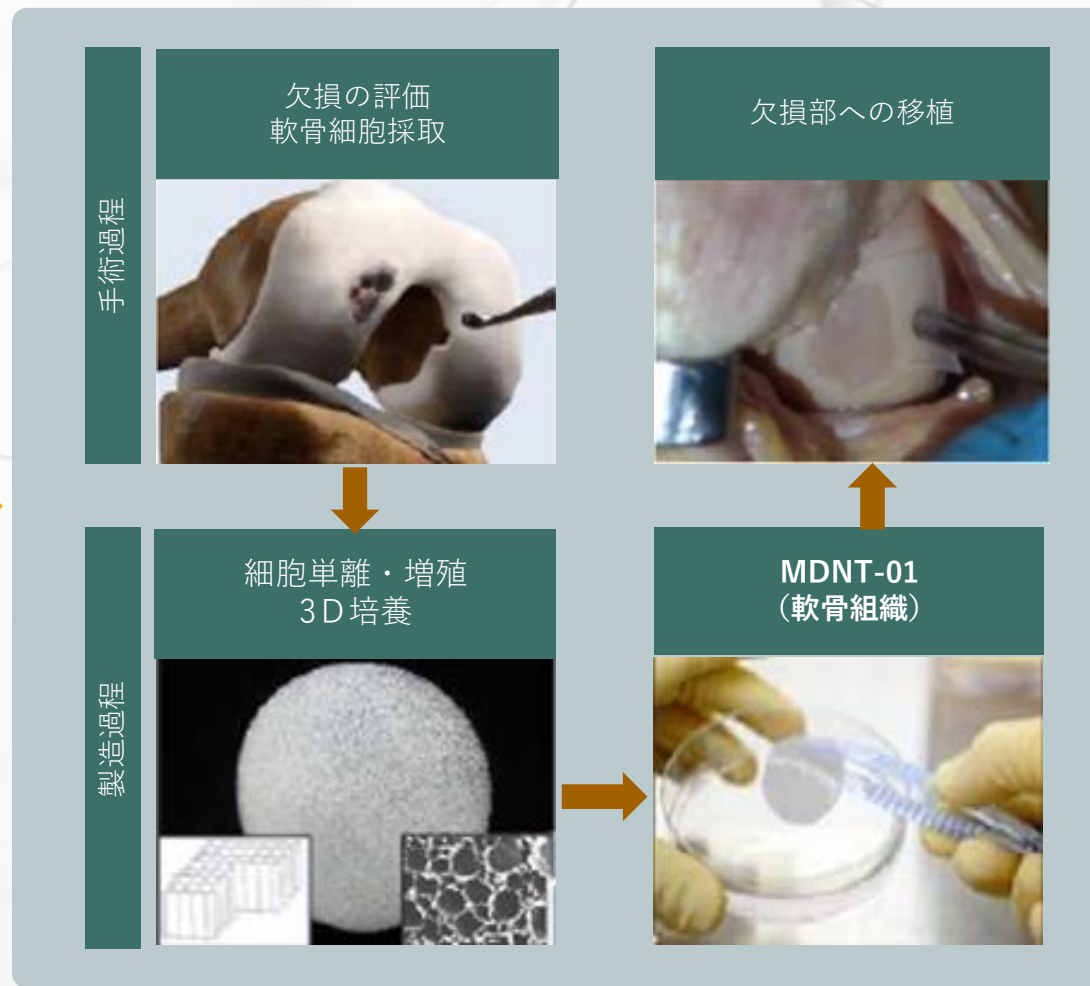 手術過程
欠損の評価
軟骨細胞採取
欠損部への移植
製造過程
細胞単離・増殖
3D培養
MDNT-01
(軟骨組織)